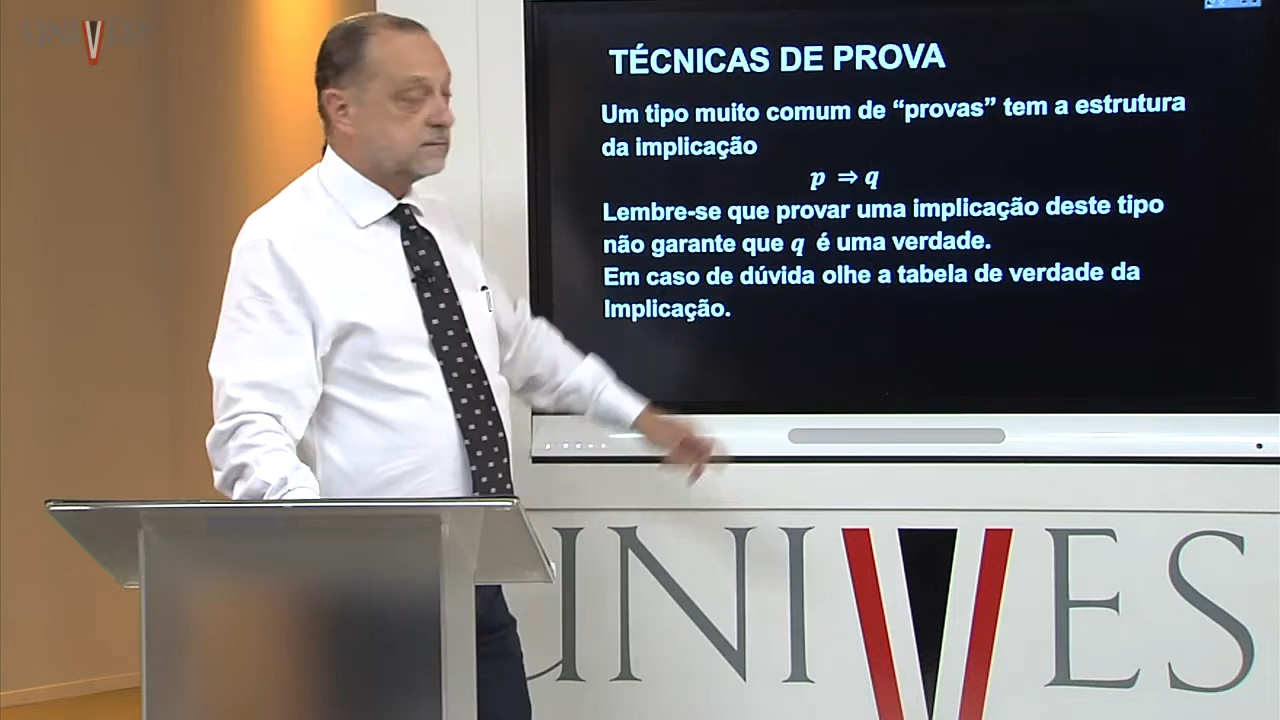 UNIVESP
TÉCNICAS DE PROVA
Um tipo muito comum de “provas” tem a estrutura
da implicação
p ⇒ q
Lembre-se que provar uma implicação deste tipo
não garante que q é uma verdade.
Em caso de dúvida olhe a tabela de verdade da
Implicação.
UNIVES